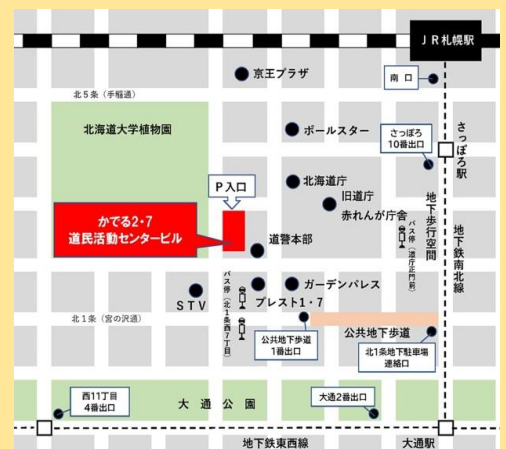 JR札幌駅
京王プラザ
南口
北5条(手稲通)
北海道大学植物園
ポールスター
さっぽろ
10番出口
さっぽろ駅
P入口
北海道庁
旧道庁
赤れんが庁舎
地下歩行空間
バス停(道庁正門前)
地下鉄南北線
かでる2・7
道民活動センタービル
道警本部
バス停(北1条西7丁目)
STV
プレスト1・7
ガーデンパレス
北1条(宮の沢通)
公共地下歩道
1番出口
公共地下歩道
北1条地下駐車場
連絡口
西11丁目
4番出口
大通公園
大通2番出口
地下鉄東西線
大通駅